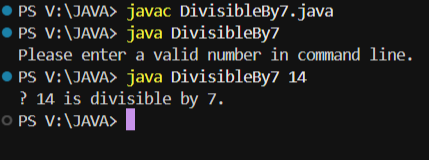 PS V:\JAVA> javac DivisibleBy7.java
PS V:\JAVA> java DivisibleBy7
Please enter a valid number in command line.
PS V:\JAVA> java DivisibleBy7 14
? 14 is divisible by 7.
PS V:\JAVA>